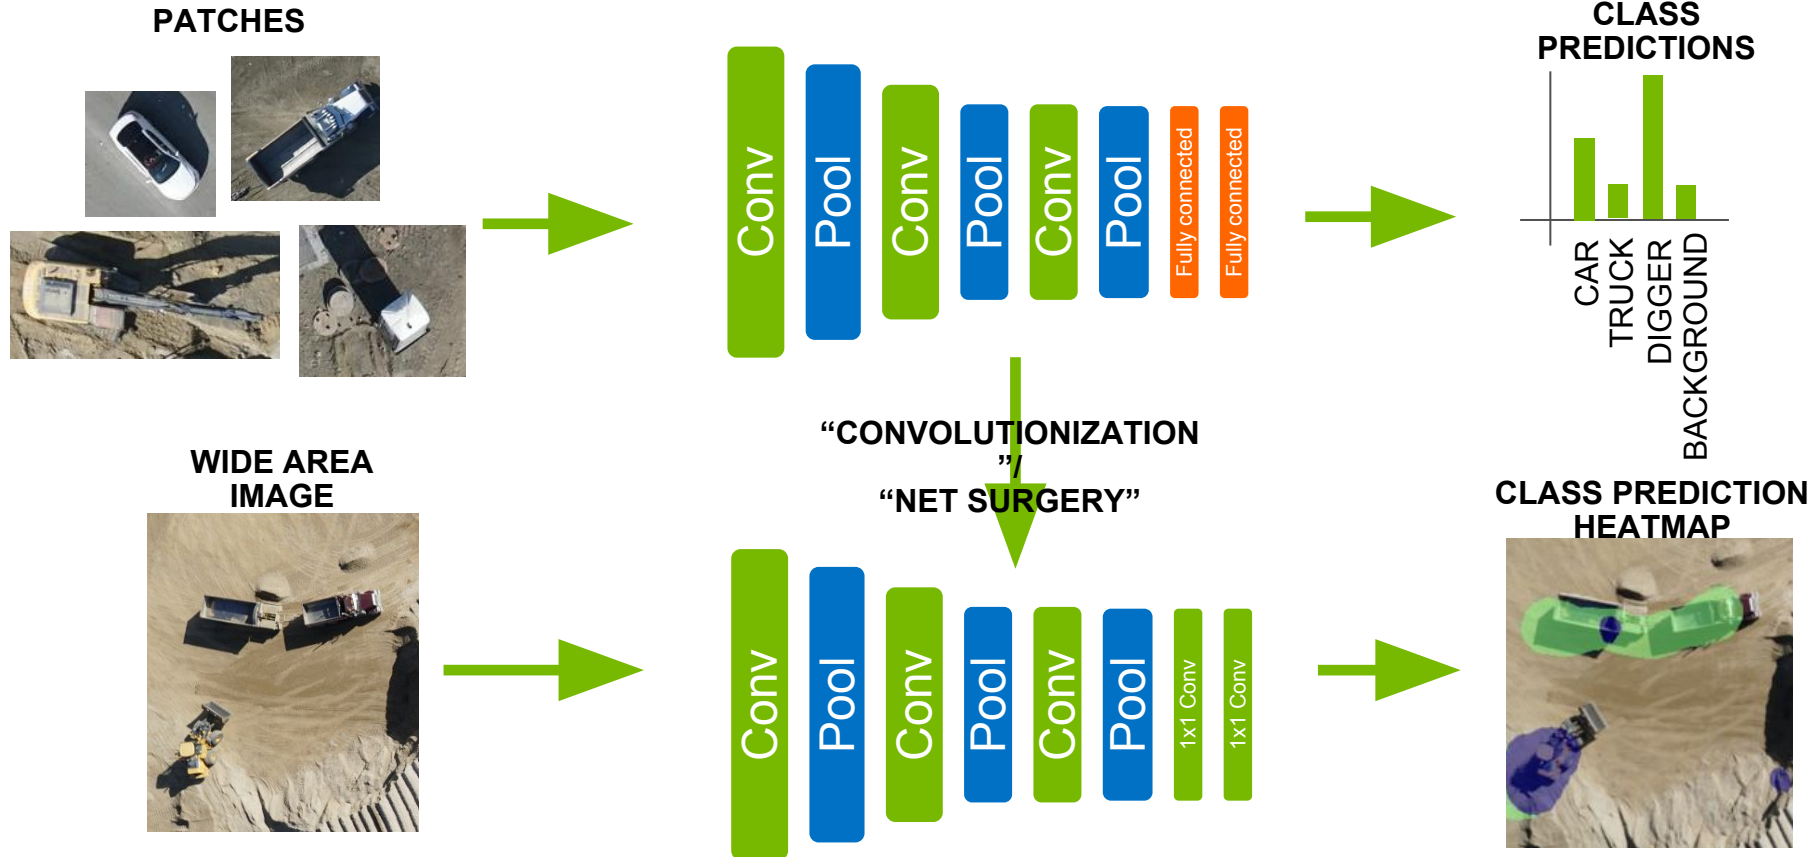 PATCHES
CLASS
PREDICTIONS
Conv
Pool
Conv
Pool
Conv
Pool
Fully connected
Fully connected
CAR
TRUCK
DIGGER
BACKGROUND
“CONVOLUTIONIZATION
”/
“NET SURGERY”
WIDE AREA
IMAGE
CLASS PREDICTION
HEATMAP
Conv
Pool
Conv
Pool
Conv
Pool
1x1 Conv
1x1 Conv